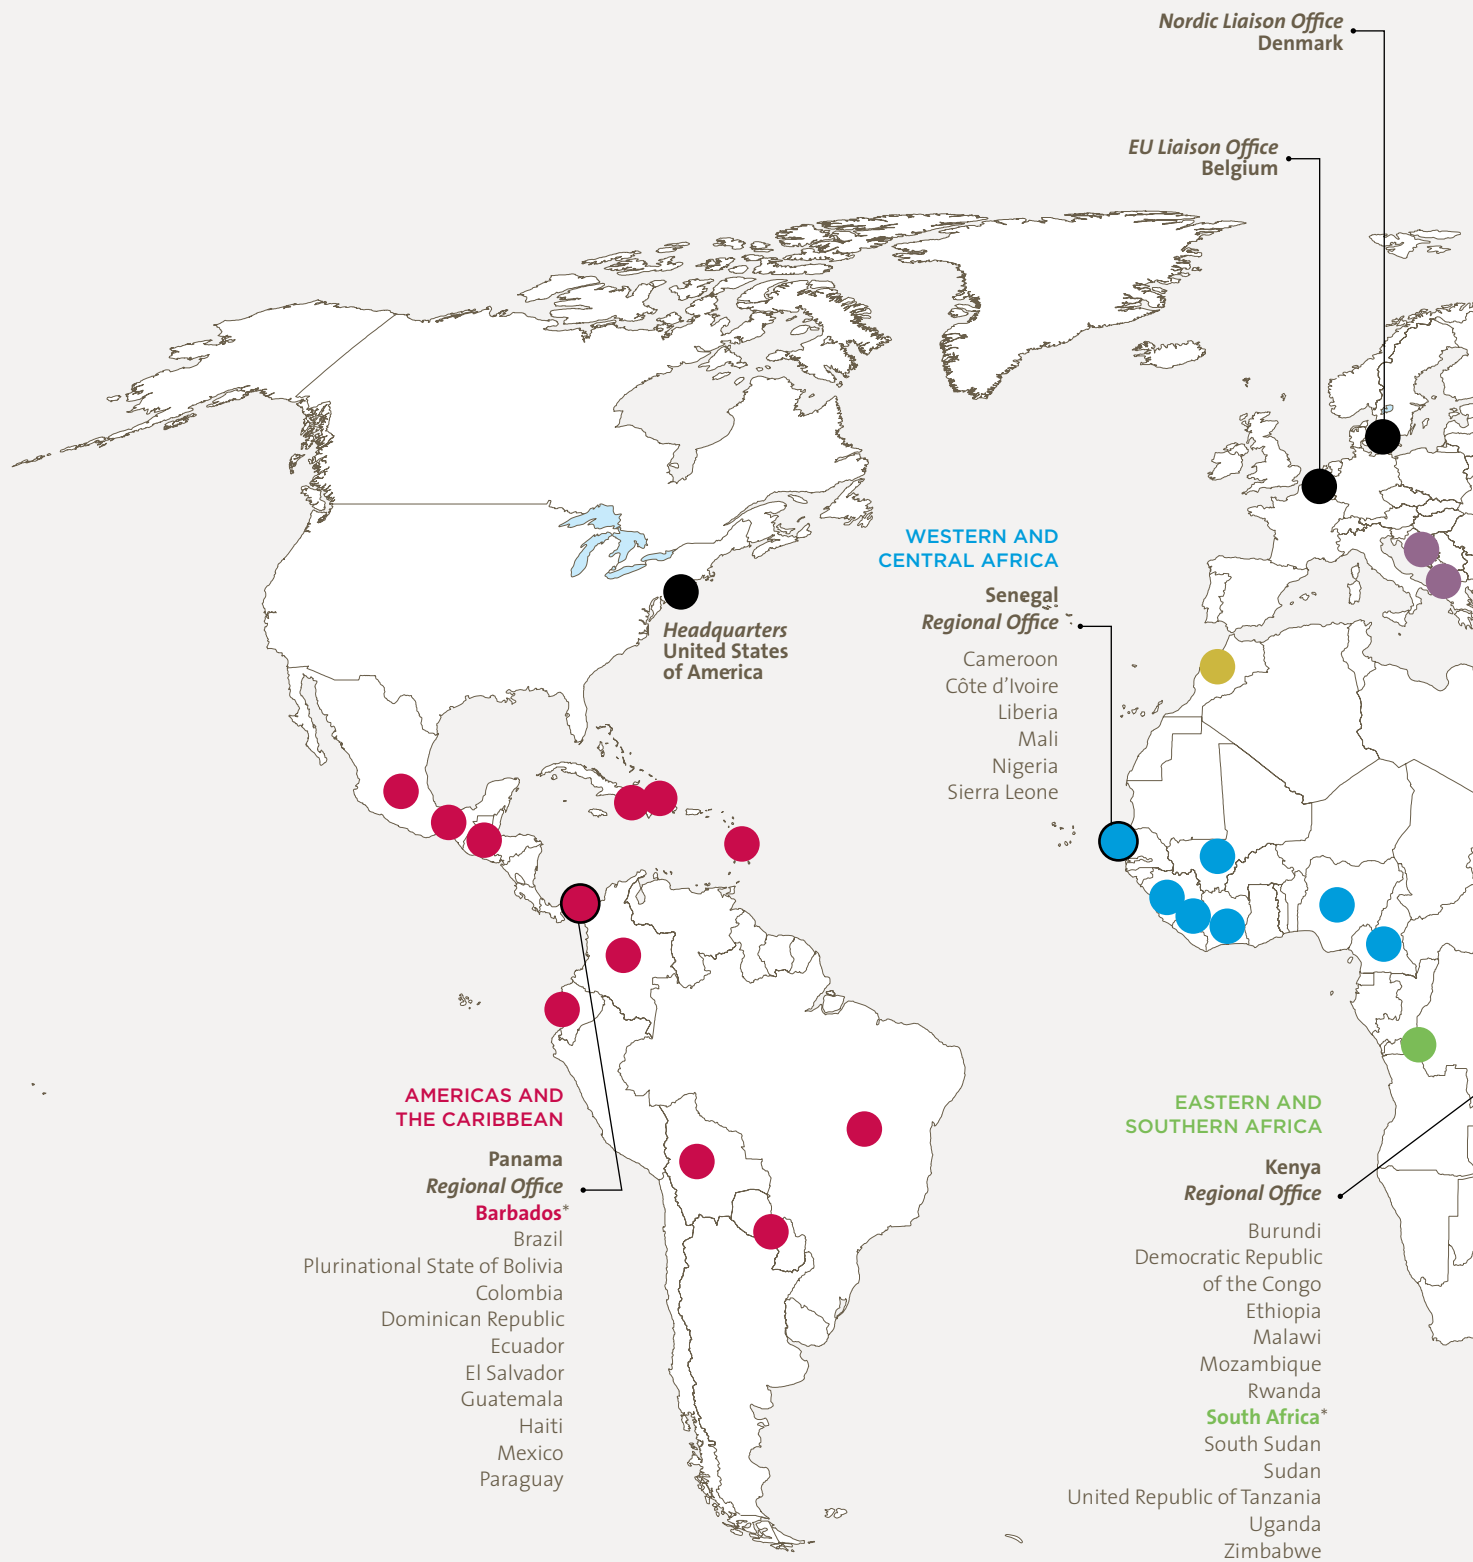 Nordic Liaison Office
Denmark
EU Liaison Office
Belgium
WESTERN AND
CENTRAL AFRICA
Senegal
Regional Office
Cameroon
Côte d’Ivoire
Liberia
Mali
Nigeria
Sierra Leone
Headquarters
United States
of America
AMERICAS AND
THE CARIBBEAN
Panama
Regional Office
Barbados*
Brazil
Plurinational State of Bolivia
Colombia
Dominican Republic
Ecuador
El Salvador
Guatemala
Haiti
Mexico
Paraguay
EASTERN AND
SOUTHERN AFRICA
Kenya
Regional Office
Burundi
Democratic Republic
of the Congo
Ethiopia
Malawi
Mozambique
Rwanda
South Africa*
South Sudan
Sudan
United Republic of Tanzania
Uganda
Zimbabwe